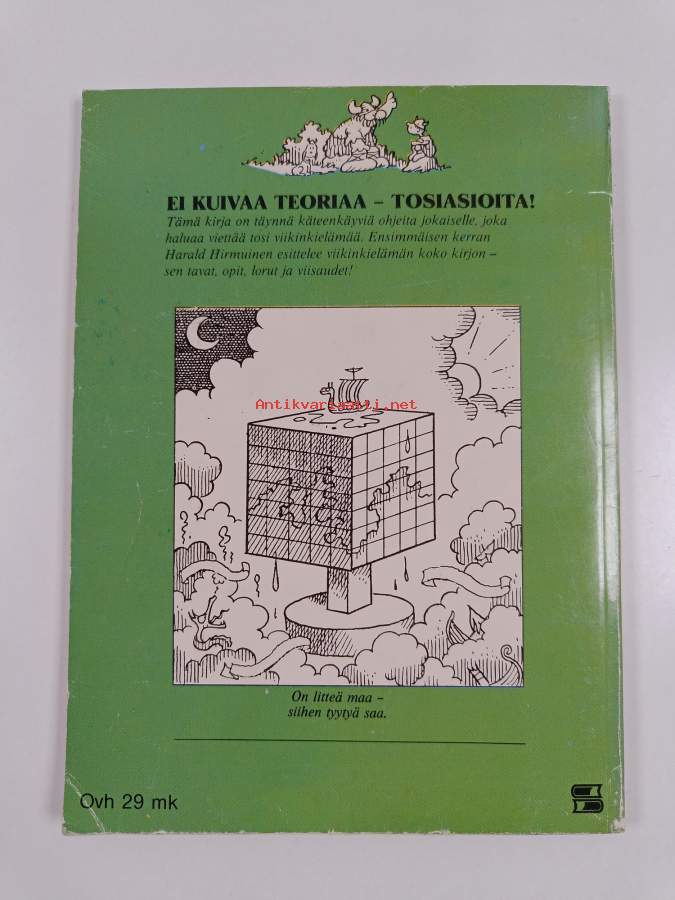 EI KUIVAA TEORIAA – TOSIASIOITA!
Tämä kirja on täynnä käteenkäyviä ohjeita jokaiselle, joka
haluaa viettää tosi viikinkielämää. Ensimmäisen kerran
Harald Hirmuinen esittelee viikinkielämän koko kirjon –
sen tavat, opit, lorut ja viisaudet!
Antikvariaatti.net
On litteä maa –
siihen tyytyä saa.
Ovh 29 mk